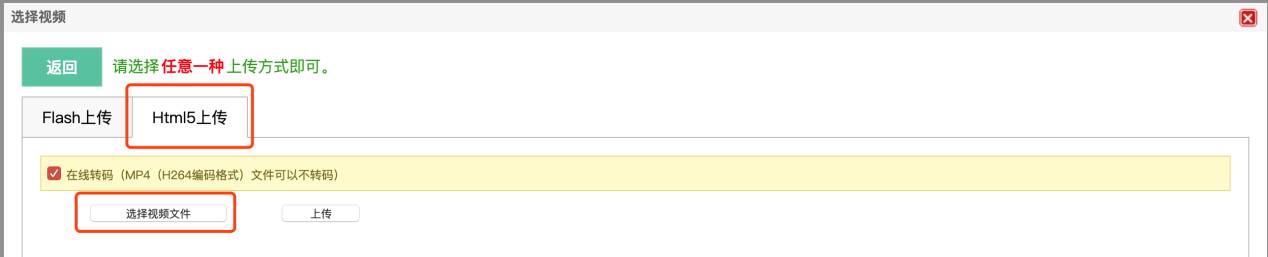 选择视频
返回 请选择任意一种上传方式即可。
Flash上传 Html5上传
在线转码（MP4（H264编码格式）文件可以不转码）
选择视频文件 上传